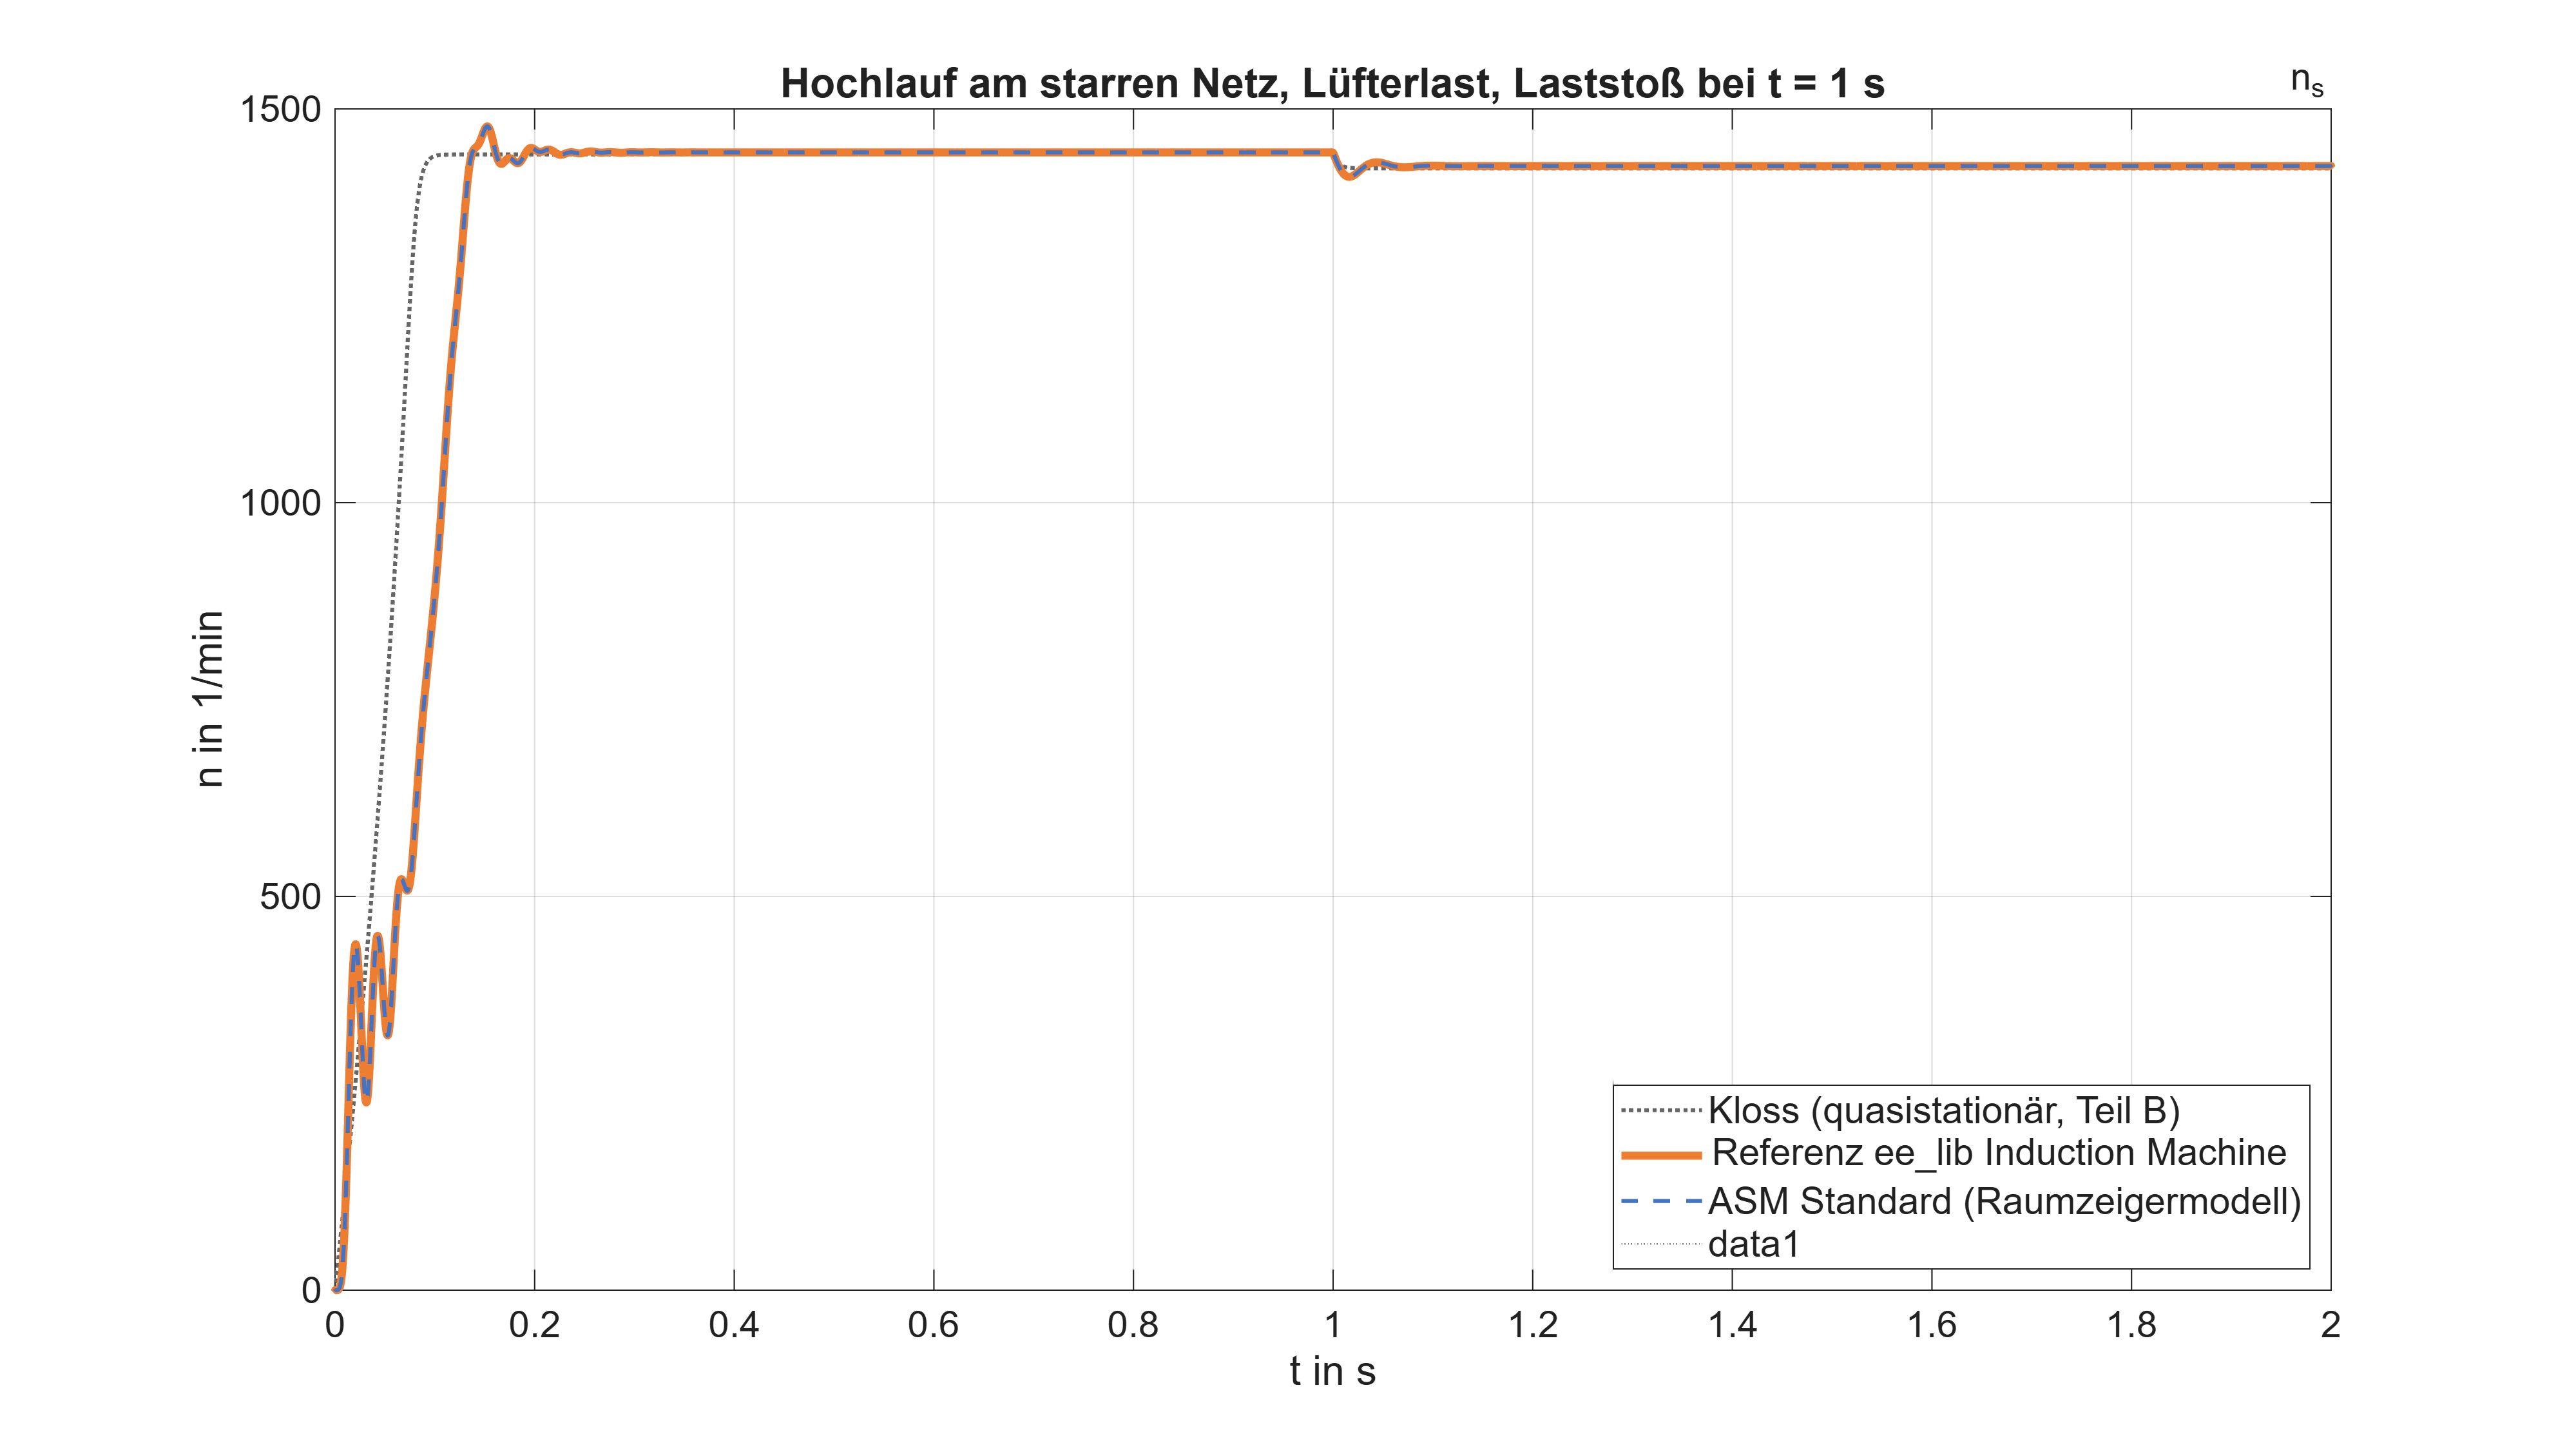 Hochlauf am starren Netz, Lüfterlast, Laststoß bei t = 1 s
nₛ
1500
1000
500
0
n in 1/min
0 0.2 0.4 0.6 0.8 1 1.2 1.4 1.6 1.8 2
t in s
Kloss (quasistationär, Teil B)
Referenz ee_lib Induction Machine
ASM Standard (Raumzeigermodell)
data1